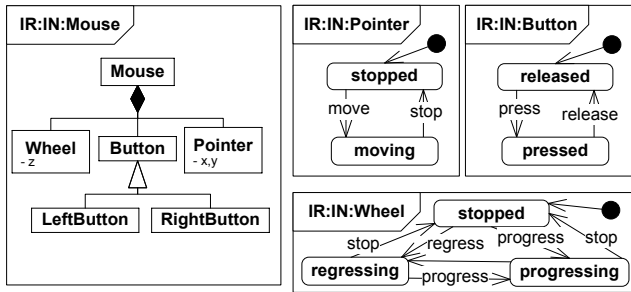 IR:IN:Mouse
Mouse
Wheel
- z
Button
Pointer
- x,y
LeftButton
RightButton
IR:IN:Pointer
stopped
move
stop
moving
IR:IN:Button
released
press
release
pressed
IR:IN:Wheel
stopped
stop
regress
progress
stop
regressing
progress
progressing